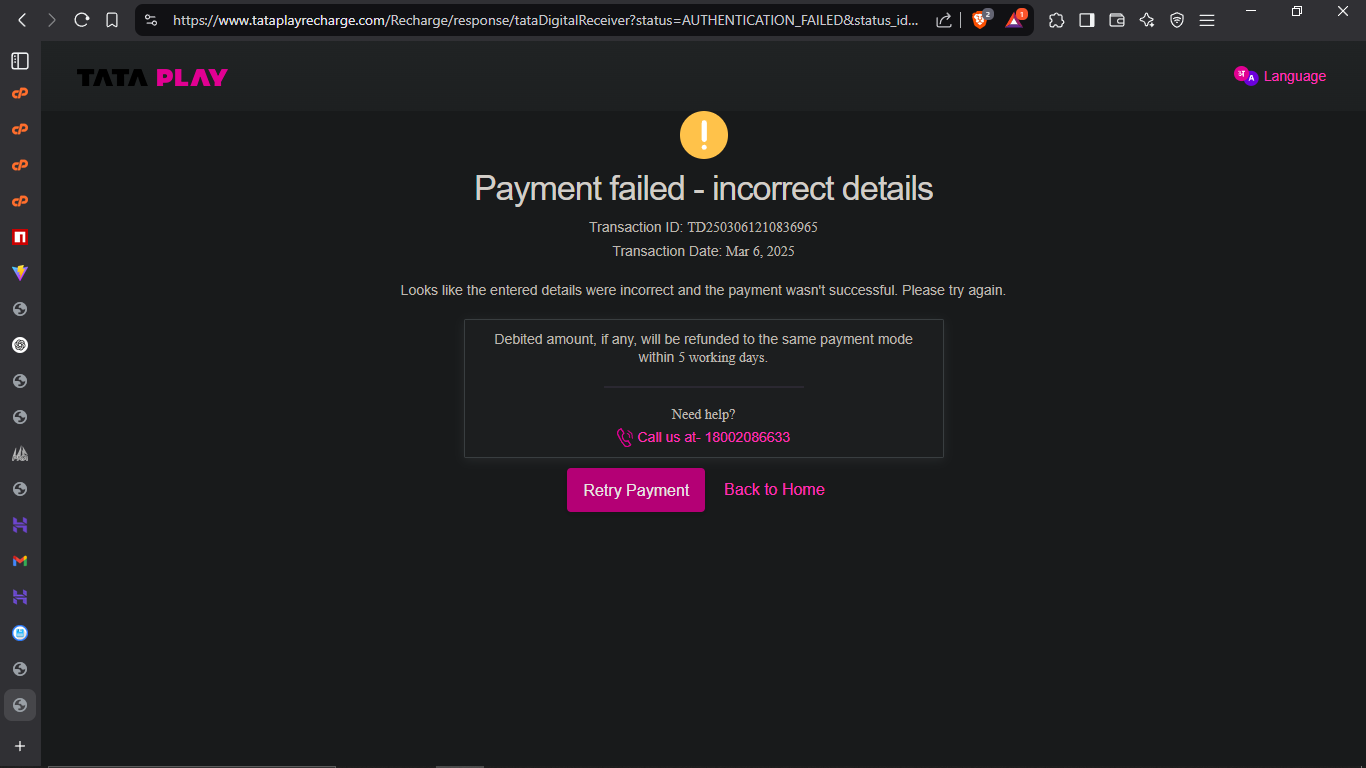 https://www.tataplayrecharge.com/Recharge/response/tataDigitalReceiver?status=AUTHENTICATION_FAILED&status_id...
2
1
TATA PLAY
अ A Language
Payment failed - incorrect details
Transaction ID: TD2503061210836965
Transaction Date: Mar 6, 2025
Looks like the entered details were incorrect and the payment wasn't successful. Please try again.
Debited amount, if any, will be refunded to the same payment mode
within 5 working days.
Need help?
Call us at- 18002086633
Retry Payment
Back to Home